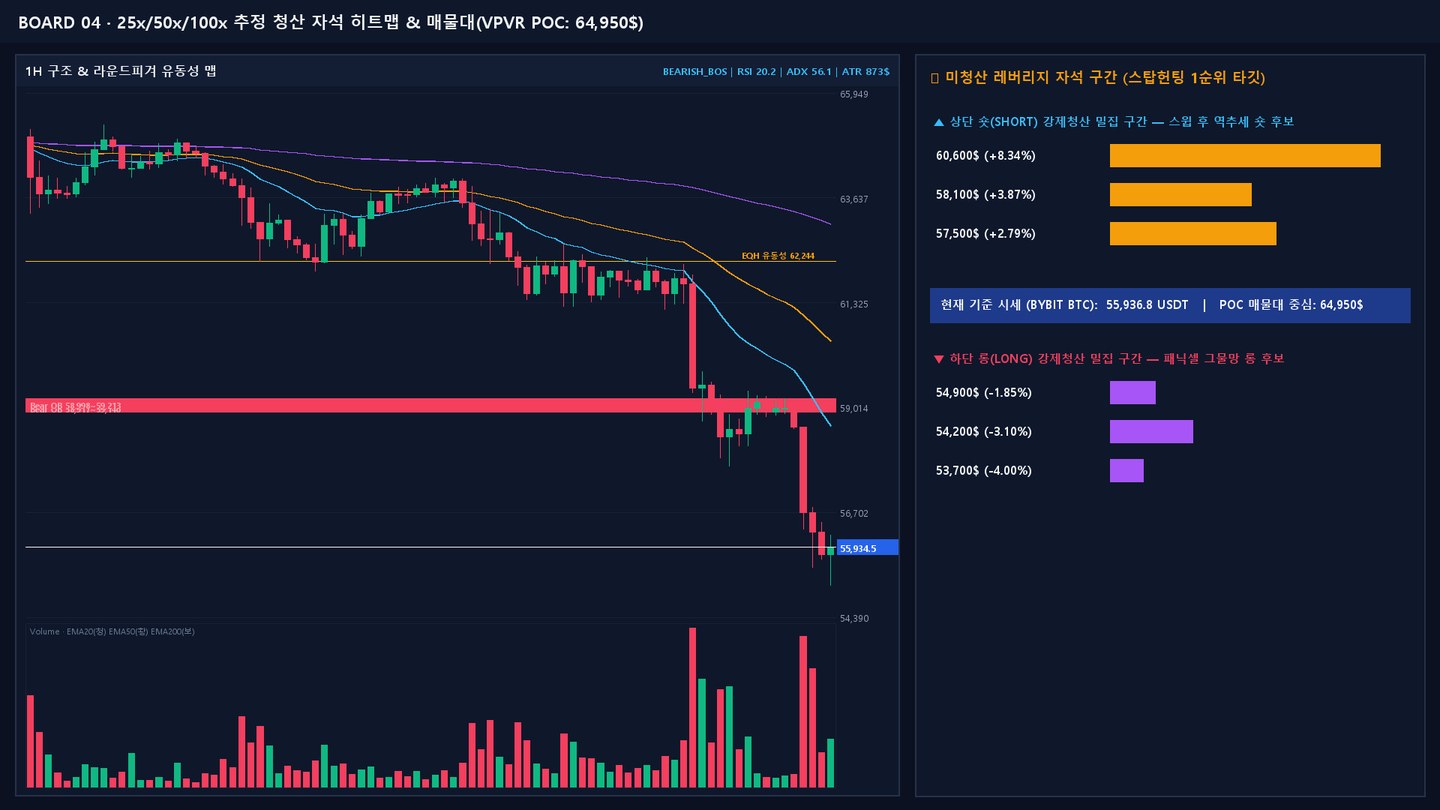 BOARD 04 · 25x/50x/100x 추정 청산 자석 히트맵 & 매물대(VPVR POC: 64,950$)
1H 구조 & 라운드피겨 유동성 맵
BEARISH_BOS | RSI 20.2 | ADX 56.1 | ATR 873$
65,949
63,637
EQH 유동성 62,244
61,325
59,014
56,702
55,934.5
54,390
Volume · EMA20(청) EMA50(황) EMA200(보)
미청산 레버리지 자석 구간 (스탑헌팅 1순위 타깃)
▲ 상단 숏(SHORT) 강제청산 밀집 구간 — 스윕 후 역추세 숏 후보
60,600$ (+8.34%)
58,100$ (+3.87%)
57,500$ (+2.79%)
현재 기준 시세 (BYBIT BTC): 55,936.8 USDT | POC 매물대 중심: 64,950$
▼ 하단 롱(LONG) 강제청산 밀집 구간 — 패닉셀 그물망 롱 후보
54,900$ (-1.85%)
54,200$ (-3.10%)
53,700$ (-4.00%)